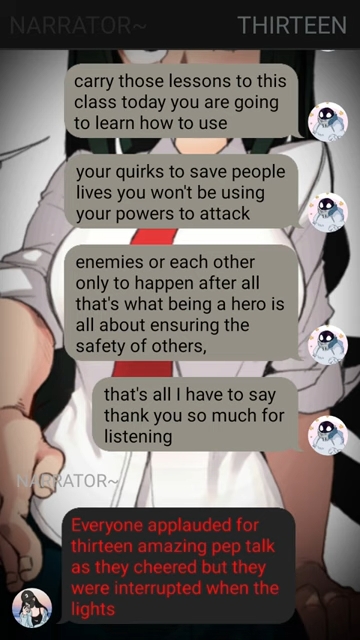 NARRATOR~ THIRTEEN
carry those lessons to this
class today you are going
to learn how to use
your quirks to save people
lives you won't be using
your powers to attack
enemies or each other
only to happen after all
that's what being a hero is
all about ensuring the
safety of others,
that's all I have to say
thank you so much for
listening
NARRATOR~
Everyone applauded for
thirteen amazing pep talk
as they cheered but they
were interrupted when the
lights